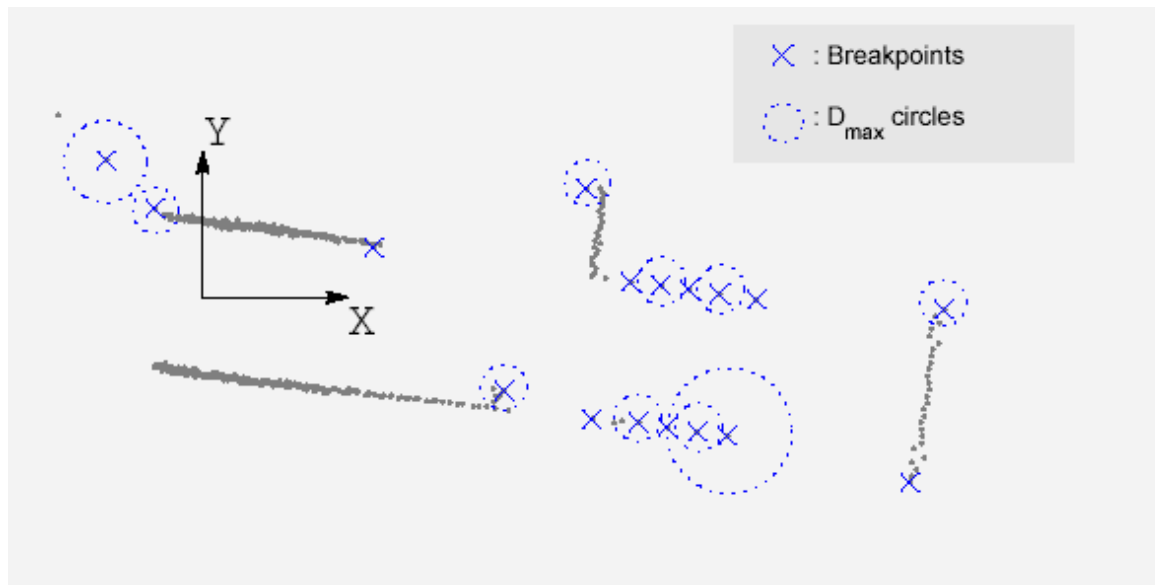 : Breakpoints
: Dmax circles
Y
X